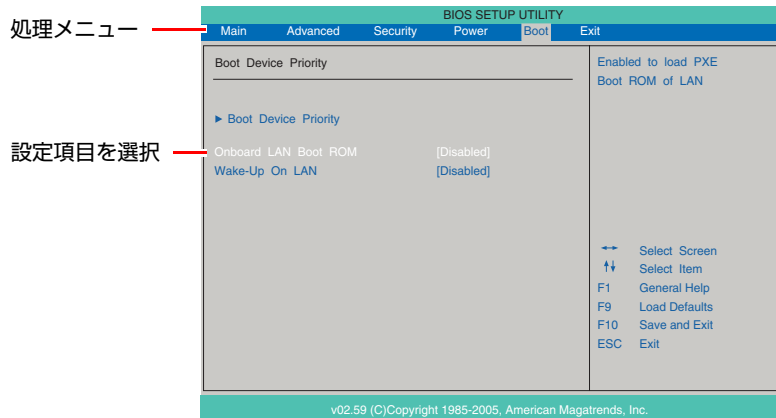 BIOS SETUP UTILITY
処理メニュー
Main Advanced Security Power Boot Exit
Boot Device Priority
Enabled to load PXE
Boot ROM of LAN
▶ Boot Device Priority
設定項目を選択
Onboard LAN Boot ROM [Disabled]
Wake-Up On LAN [Disabled]
↔ Select Screen
↑↓ Select Item
F1 General Help
F9 Load Defaults
F10 Save and Exit
ESC Exit
v02.59 (C)Copyright 1985-2005, American Magatrends, Inc.